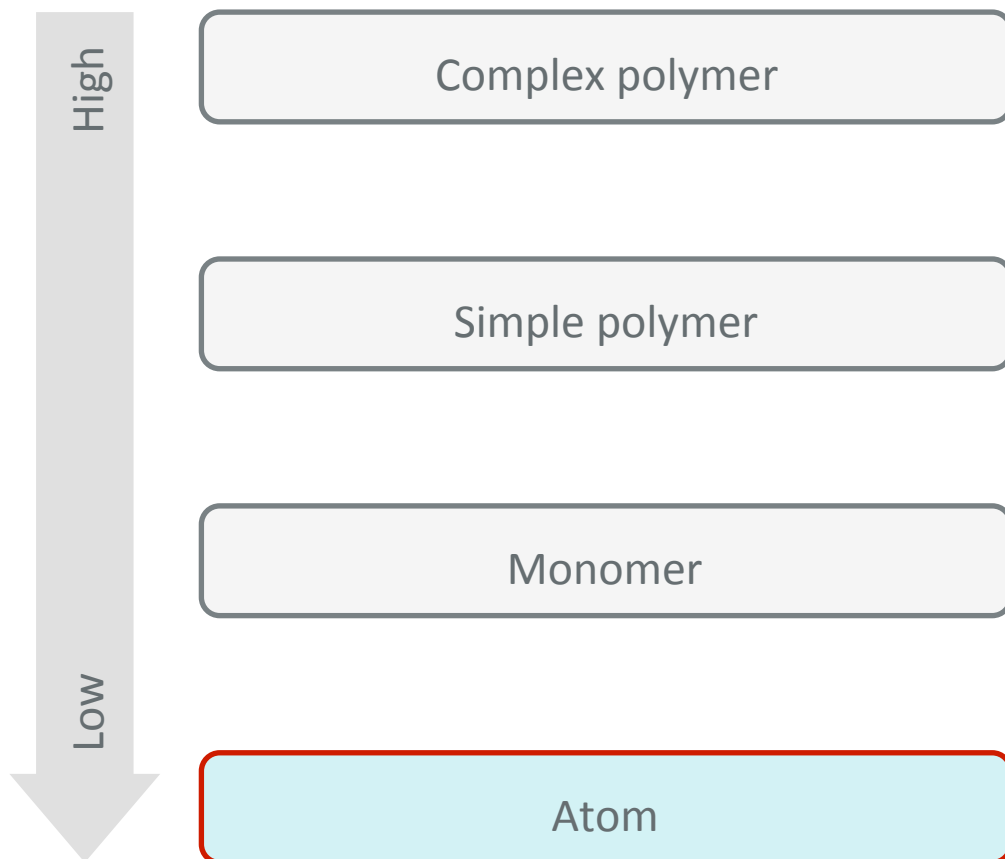 High
Complex polymer
Simple polymer
Monomer
Low
Atom